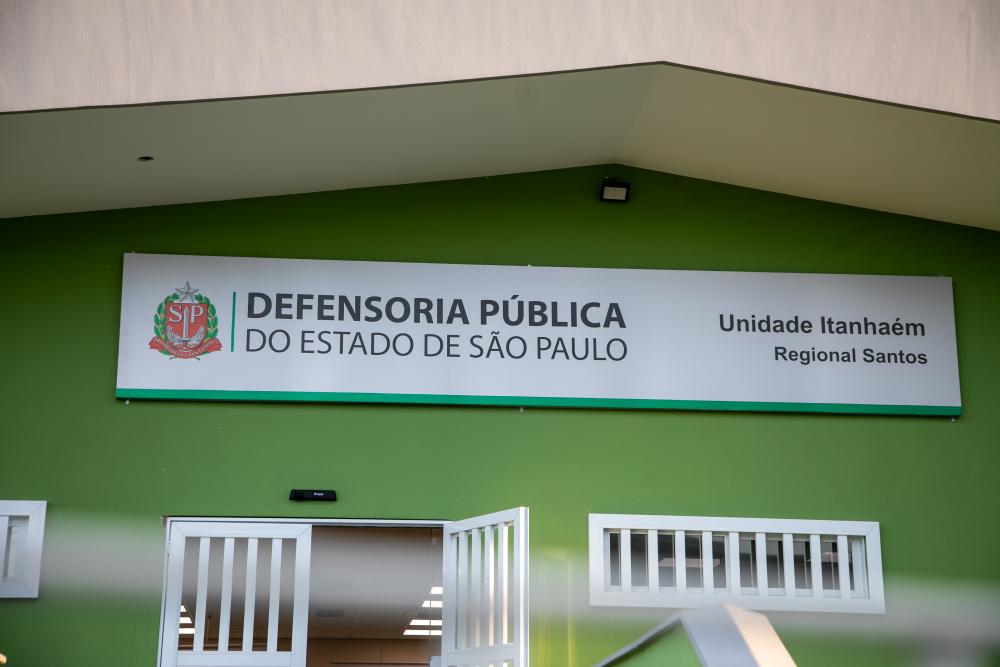 SP
DEFENSORIA PÚBLICA
DO ESTADO DE SÃO PAULO
Unidade Itanhaém
Regional Santos